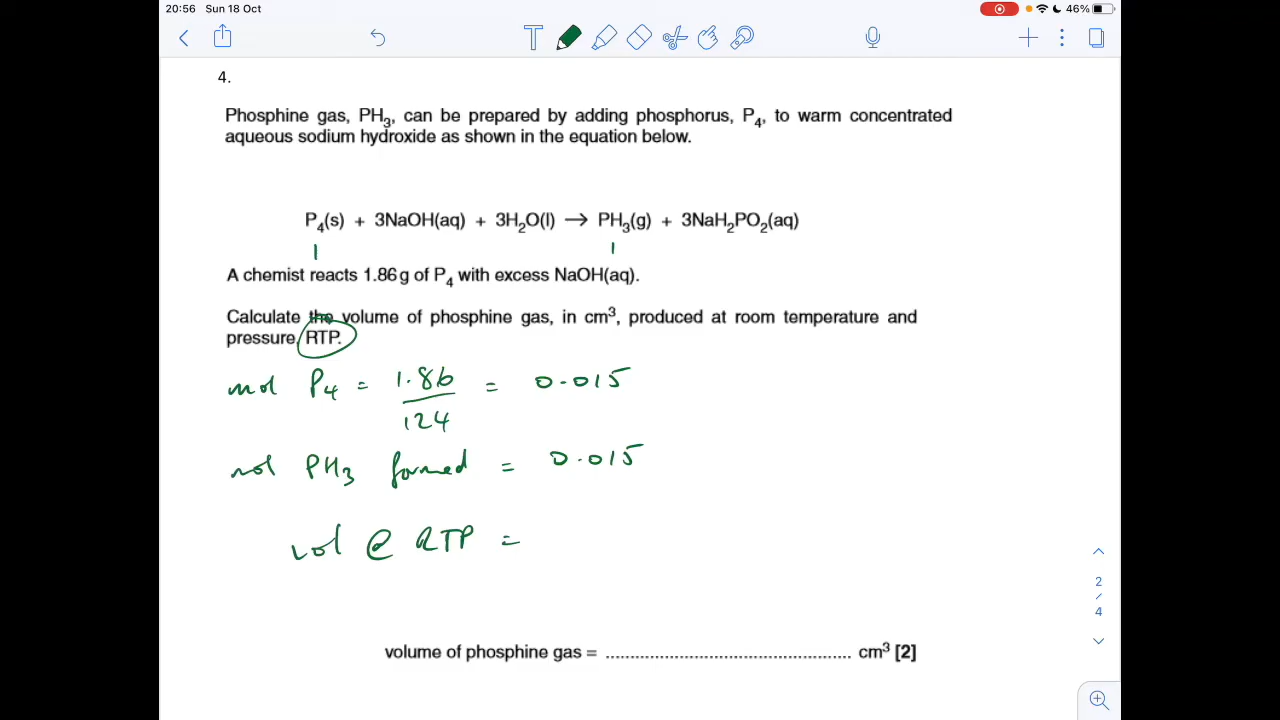 20:56 Sun 18 Oct 46%
T
4.
Phosphine gas, PH₃, can be prepared by adding phosphorus, P₄, to warm concentrated
aqueous sodium hydroxide as shown in the equation below.
P₄(s) + 3NaOH(aq) + 3H₂O(l) → PH₃(g) + 3NaH₂PO₂(aq)
1 1
A chemist reacts 1.86 g of P₄ with excess NaOH(aq).
Calculate the volume of phosphine gas, in cm³, produced at room temperature and
pressure, RTP.
mol P₄ = 1.86 = 0.015
124
mol PH₃ formed = 0.015
vol @ RTP =
2
/
4
volume of phosphine gas = ................................................. cm³ [2]